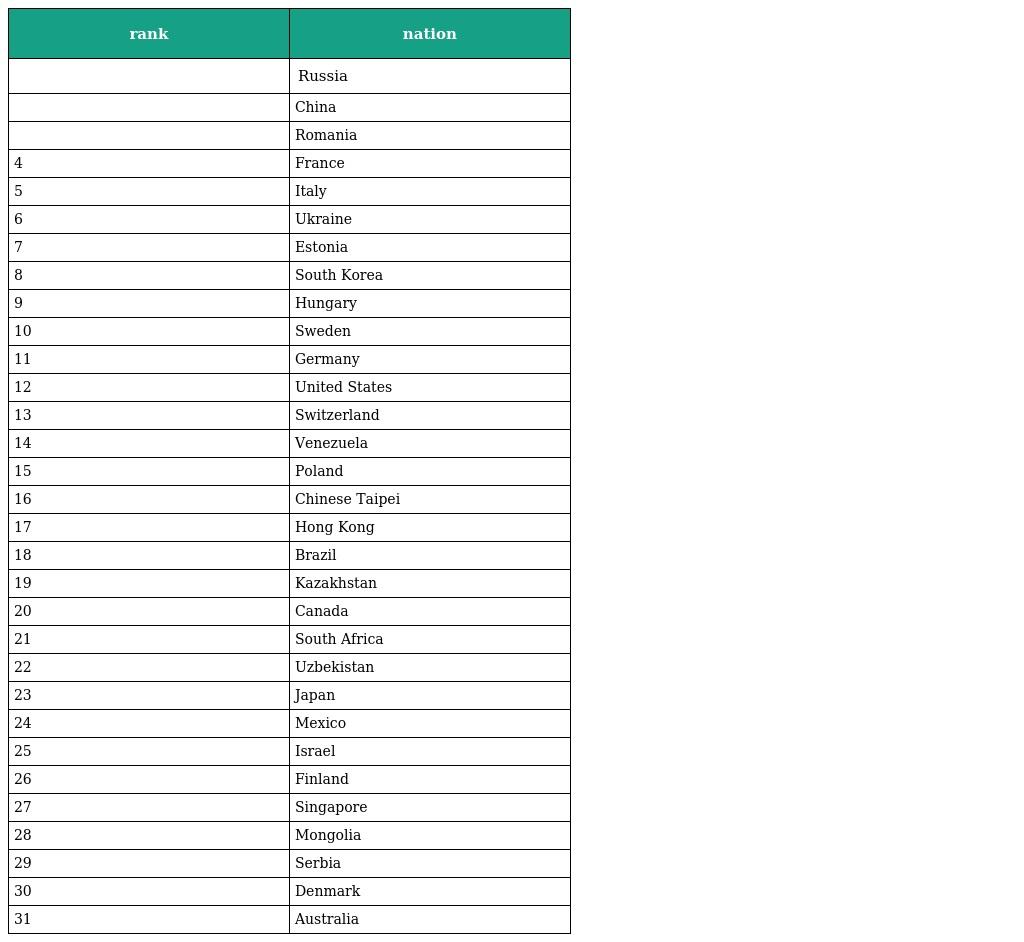 rank nation
Russia
China
Romania
4 France
5 Italy
6 Ukraine
7 Estonia
8 South Korea
9 Hungary
10 Sweden
11 Germany
12 United States
13 Switzerland
14 Venezuela
15 Poland
16 Chinese Taipei
17 Hong Kong
18 Brazil
19 Kazakhstan
20 Canada
21 South Africa
22 Uzbekistan
23 Japan
24 Mexico
25 Israel
26 Finland
27 Singapore
28 Mongolia
29 Serbia
30 Denmark
31 Australia